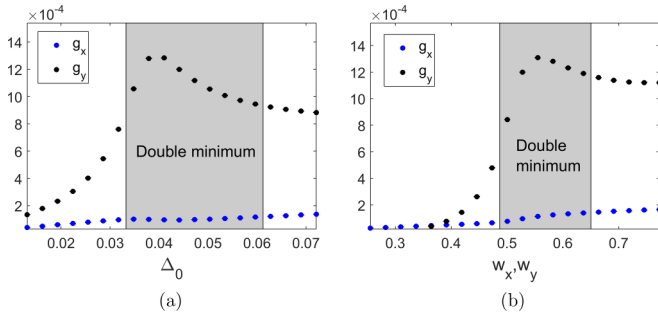 ×10⁻⁴
14
12
10
8
6
4
2
g_x
g_y
Double minimum
0.02 0.03 0.04 0.05 0.06 0.07
Δ₀
(a)
×10⁻⁴
14
12
10
8
6
4
2
g_x
g_y
Double
minimum
0.3 0.4 0.5 0.6 0.7
w_x,w_y
(b)